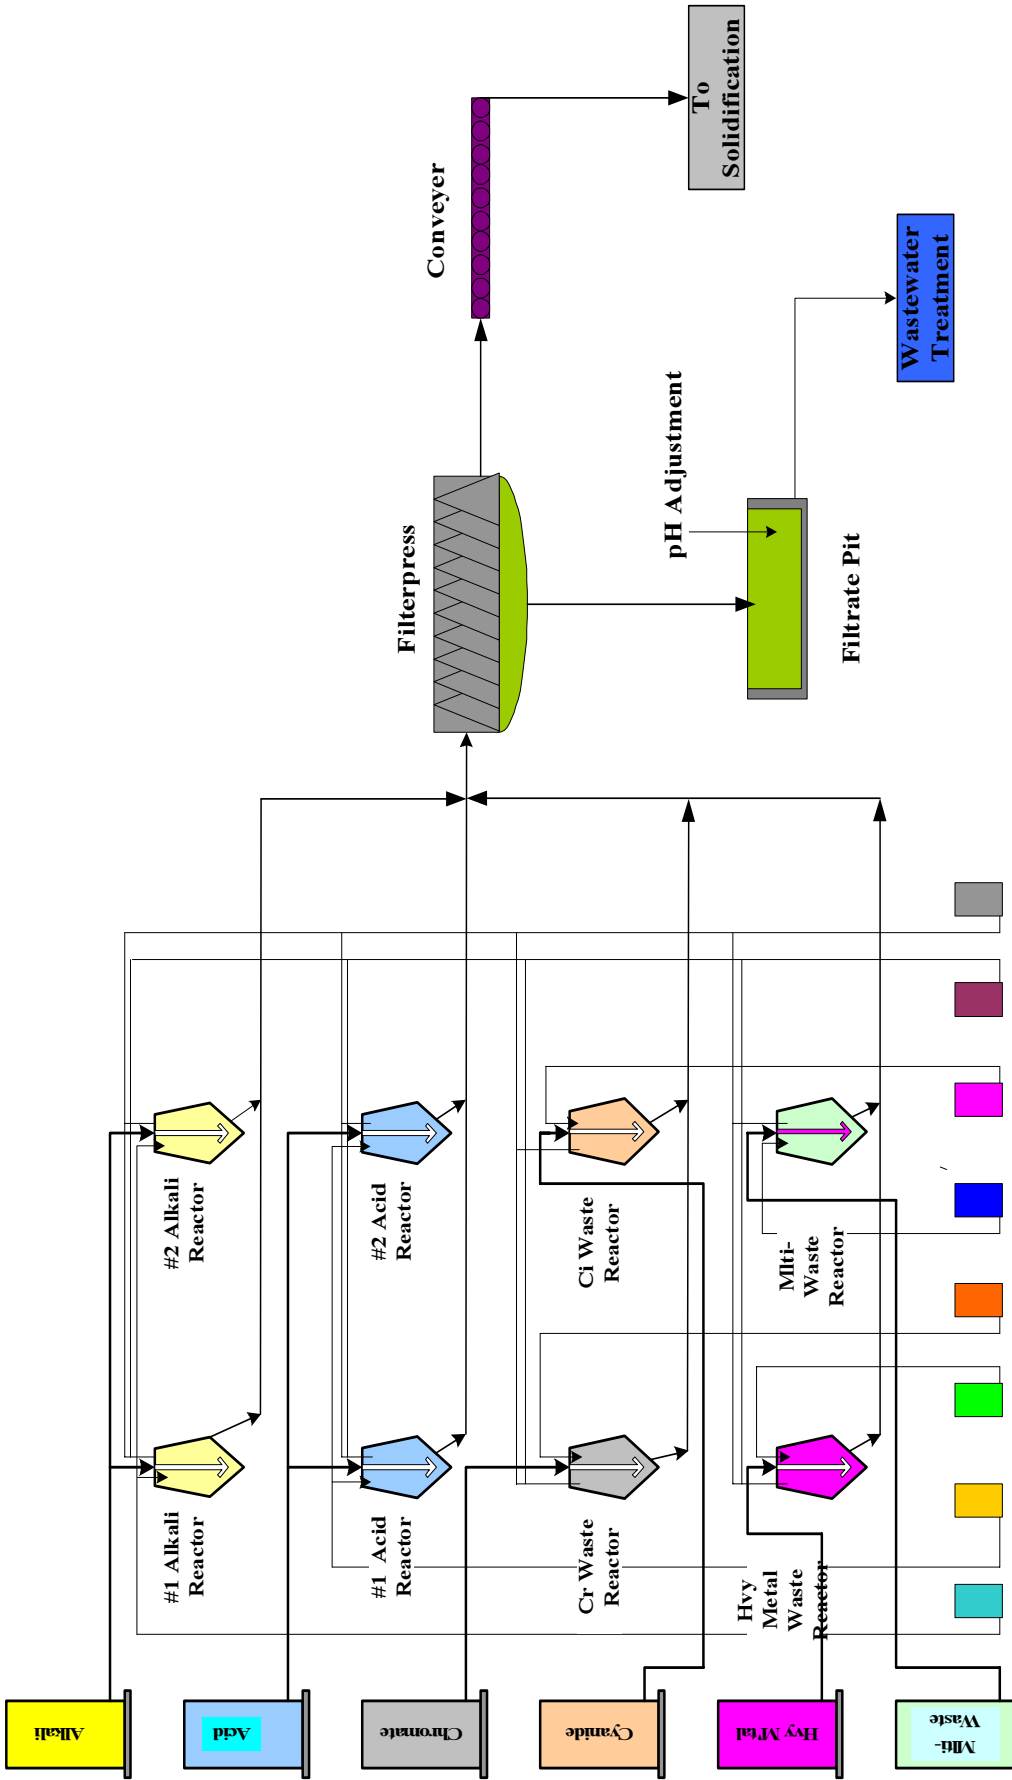 Alkali
Acid
Chromate
Cyanide
Hvy M'tal
Mlti-
Waste
#1 Alkali
Reactor
#2 Alkali
Reactor
#1 Acid
Reactor
#2 Acid
Reactor
Cr Waste
Reactor
Ci Waste
Reactor
Hvy
Metal
Waste
Reactor
Mlti-
Waste
Reactor
Filterpress
Conveyer
To
Solidification
pH Adjustment
Filtrate Pit
Wastewater
Treatment